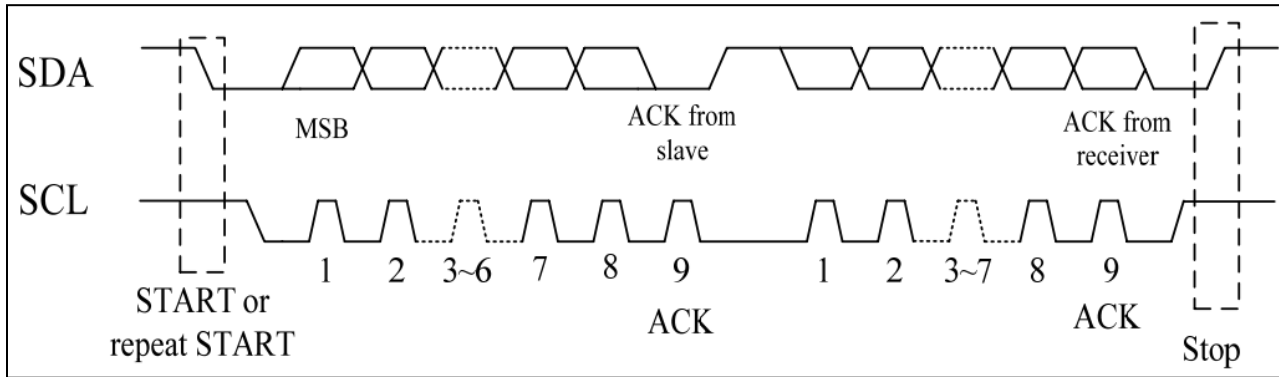 SDA
MSB
ACK from
slave
ACK from
receiver
SCL
1 2 3~6 7 8 9 1 2 3~7 8 9
START or
repeat START
ACK
ACK
Stop